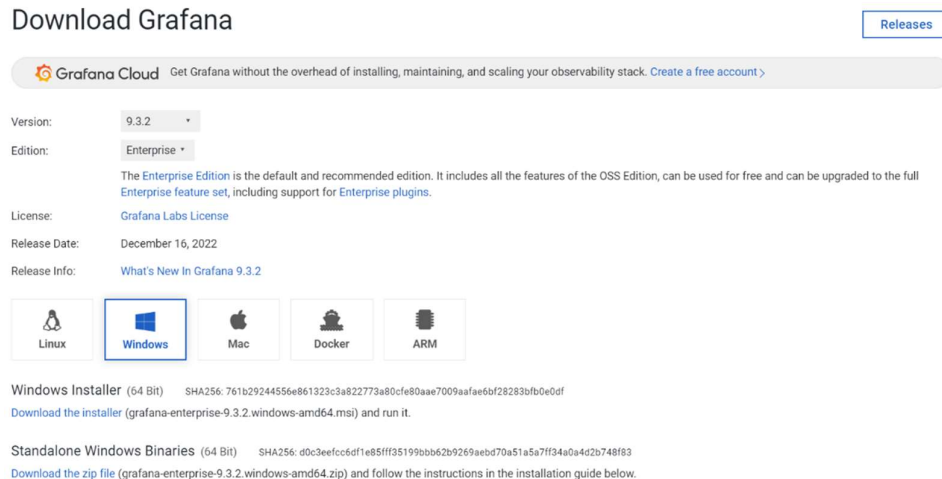 Download Grafana
Releases
Grafana Cloud Get Grafana without the overhead of installing, maintaining, and scaling your observability stack. Create a free account >
Version: 9.3.2
Edition: Enterprise
The Enterprise Edition is the default and recommended edition. It includes all the features of the OSS Edition, can be used for free and can be upgraded to the full
Enterprise feature set, including support for Enterprise plugins.
License: Grafana Labs License
Release Date: December 16, 2022
Release Info: What's New In Grafana 9.3.2
Linux Windows Mac Docker ARM
Windows Installer (64 Bit) SHA256: 761b29244556e861323c3a822773a80cfe80aae7009aafae6bf28283bfb0e0df
Download the installer (grafana-enterprise-9.3.2.windows-amd64.msi) and run it.
Standalone Windows Binaries (64 Bit) SHA256: d0c3eefcc6df1e85fff35199bbb62b9269aebd70a51a5a7ff34a0a4d2b748f83
Download the zip file (grafana-enterprise-9.3.2.windows-amd64.zip) and follow the instructions in the installation guide below.